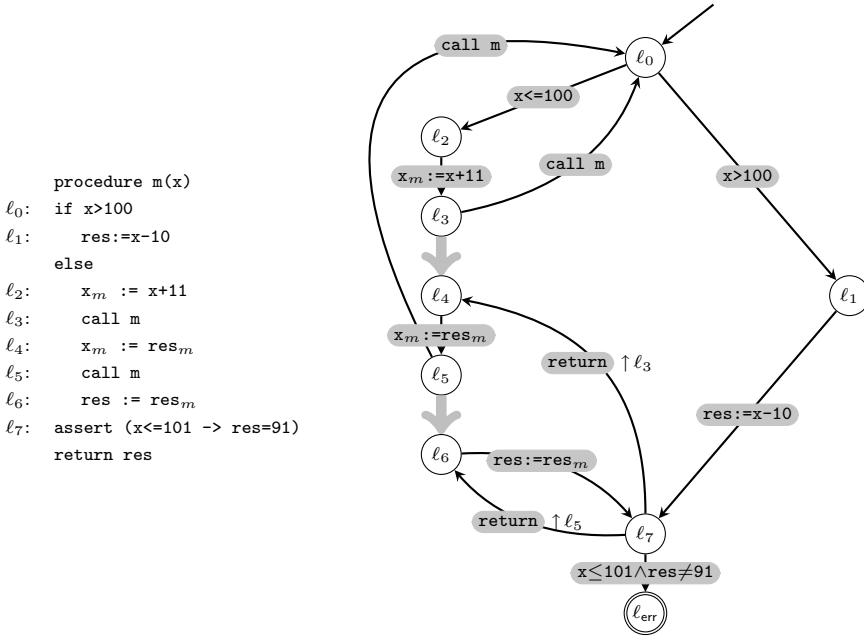 procedure m(x)
ℓ0: if x>100
ℓ1: res:=x-10
else
ℓ2: xm := x+11
ℓ3: call m
ℓ4: xm := resm
ℓ5: call m
ℓ6: res := resm
ℓ7: assert (x<=101 -> res=91)
return res
call m
ℓ0
x<=100
ℓ2
call m
x>100
xm:=x+11
ℓ3
ℓ4
ℓ1
xm:=resm
return ↑ℓ3
ℓ5
res:=x-10
ℓ6
res:=resm
return ↑ℓ5
ℓ7
x≤101∧res≠91
ℓerr